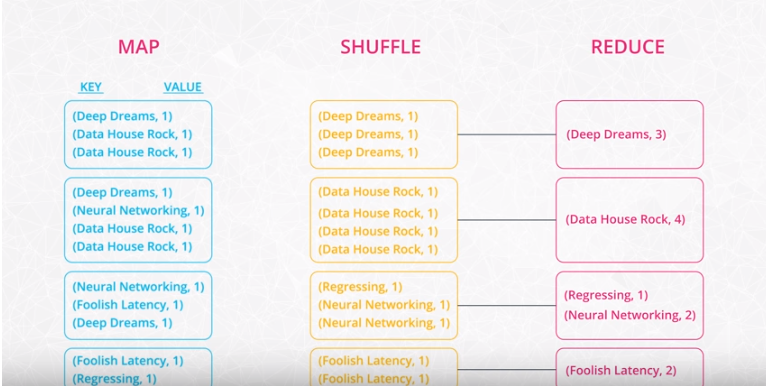 MAP
SHUFFLE
REDUCE
KEY
VALUE
(Deep Dreams, 1)
(Data House Rock, 1)
(Data House Rock, 1)
(Deep Dreams, 1)
(Neural Networking, 1)
(Data House Rock, 1)
(Data House Rock, 1)
(Neural Networking, 1)
(Foolish Latency, 1)
(Deep Dreams, 1)
(Foolish Latency, 1)
(Regressing, 1)
(Deep Dreams, 1)
(Deep Dreams, 1)
(Deep Dreams, 1)
(Data House Rock, 1)
(Data House Rock, 1)
(Data House Rock, 1)
(Data House Rock, 1)
(Regressing, 1)
(Neural Networking, 1)
(Neural Networking, 1)
(Foolish Latency, 1)
(Foolish Latency, 1)
(Deep Dreams, 3)
(Data House Rock, 4)
(Regressing, 1)
(Neural Networking, 2)
(Foolish Latency, 2)